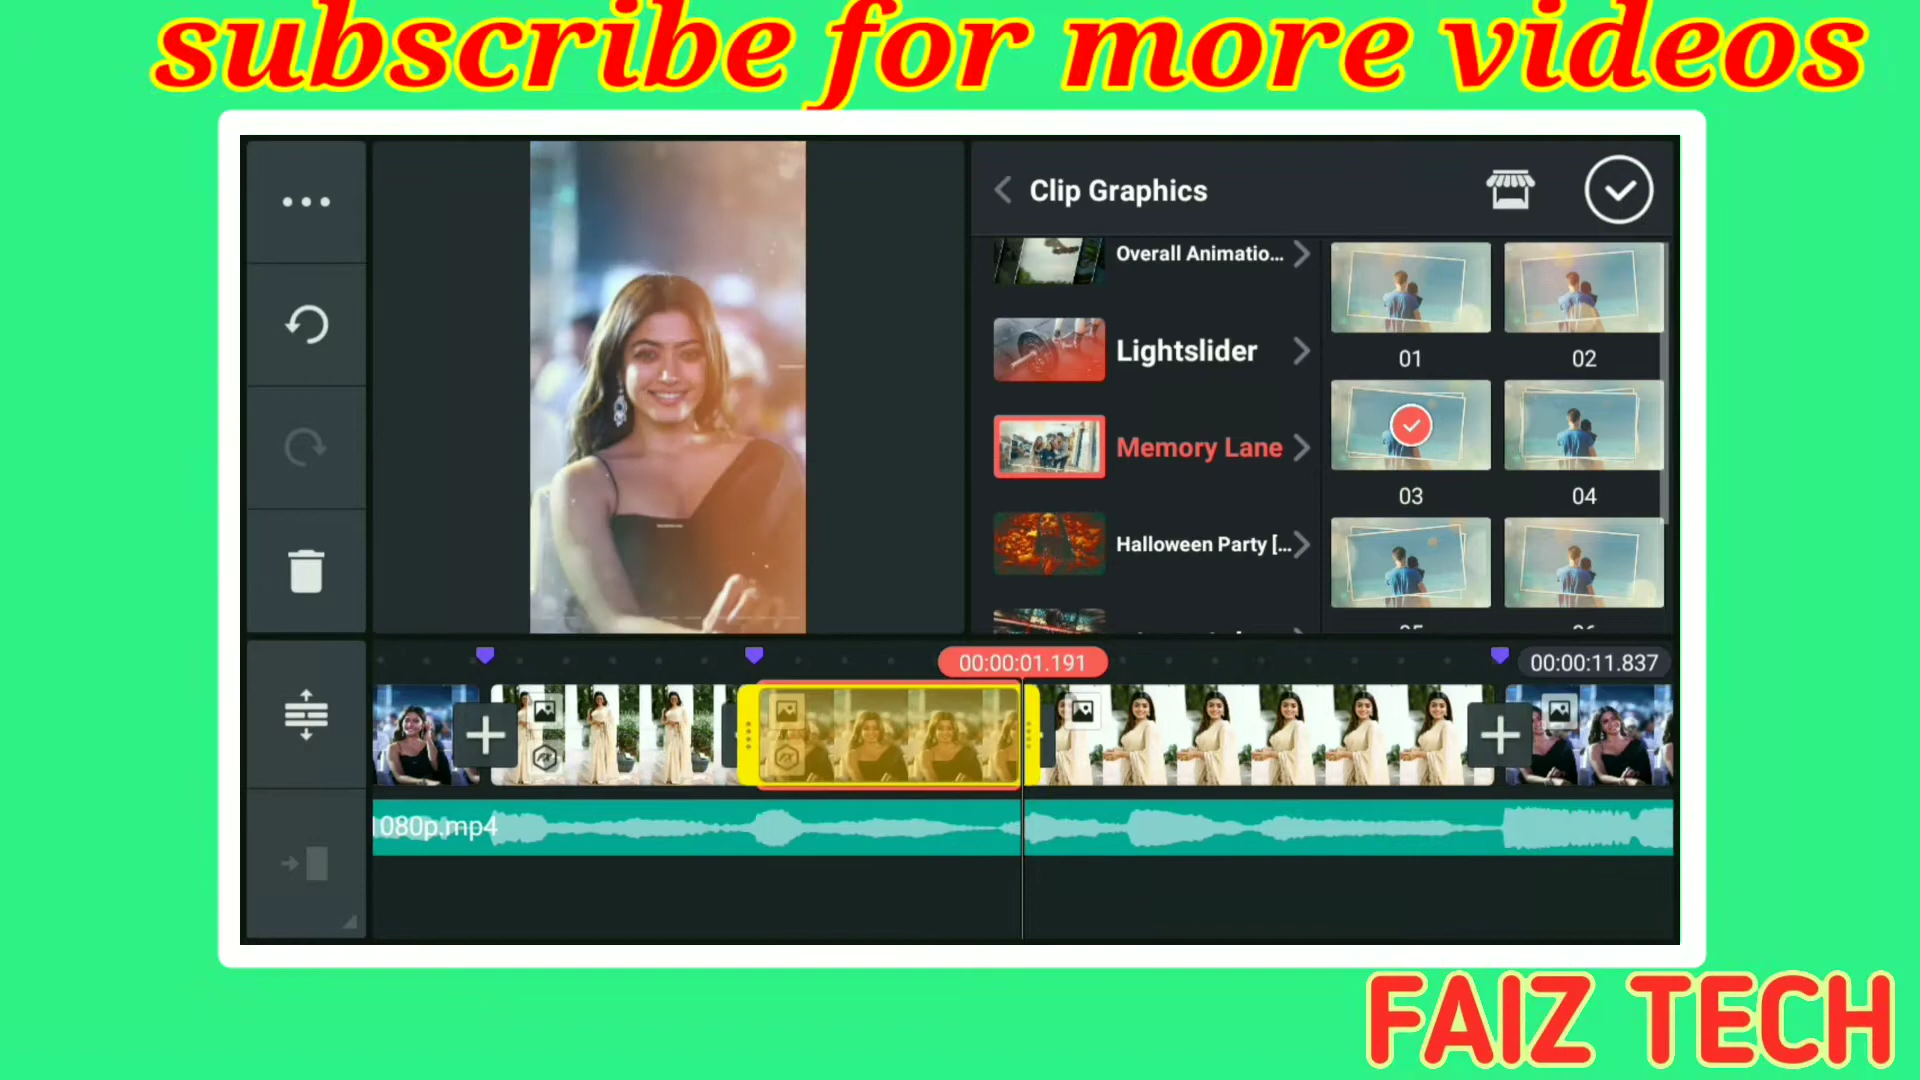 subscribe for more videos
Clip Graphics
Overall Animatio...
Lightslider
Memory Lane
Halloween Party [...
01
02
03
04
00:00:01.191
00:00:11.837
1080p.mp4
FAIZ TECH